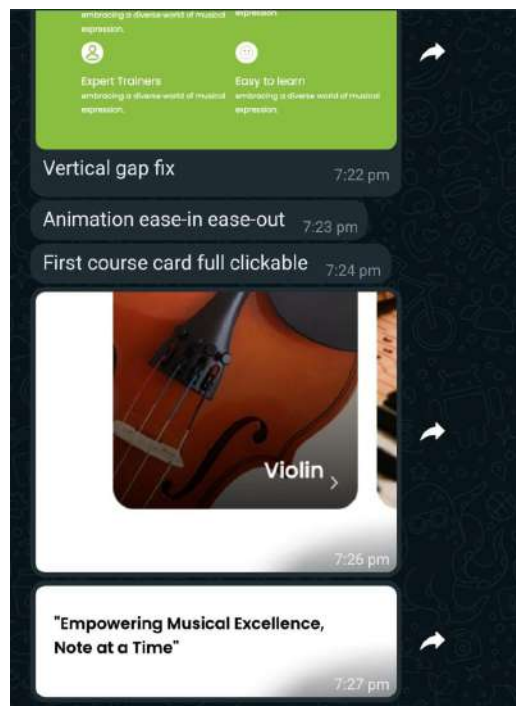 embracing a diverse world of musical
expression.
expression.
Expert Trainers
embracing a diverse world of musical
expression.
Easy to learn
embracing a diverse world of musical
expression.
Vertical gap fix
7:22 pm
Animation ease-in ease-out
7:23 pm
First course card full clickable
7:24 pm
Violin
7:26 pm
"Empowering Musical Excellence,
Note at a Time"
7:27 pm